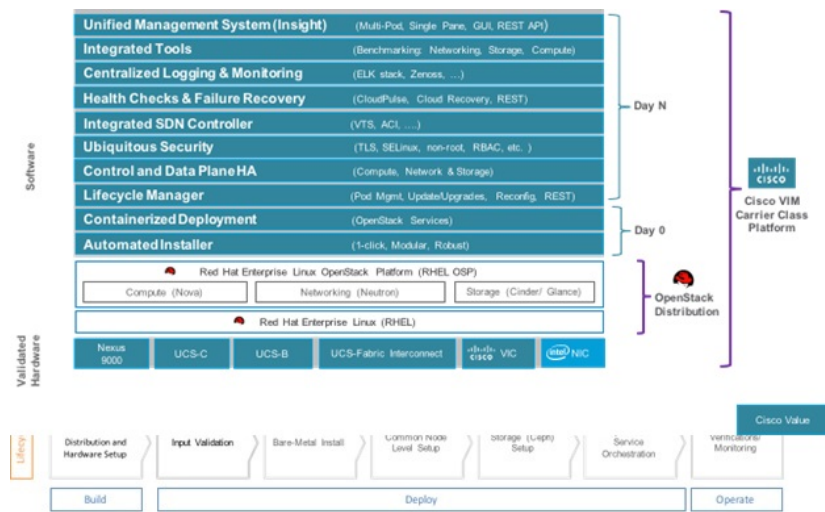 Unified Management System (Insight) (Multi-Pod, Single Pane, GUI, REST API)
Integrated Tools (Benchmarking: Networking, Storage, Compute)
Centralized Logging & Monitoring (ELK stack, Zenoss, ...)
Health Checks & Failure Recovery (CloudPulse, Cloud Recovery, REST)
Integrated SDN Controller (VTS, ACI, ....)
Ubiquitous Security (TLS, SELinux, non-root, RBAC, etc. )
Control and Data Plane HA (Compute, Network & Storage)
Lifecycle Manager (Pod Mgmt, Update/Upgrades, Reconfig, REST)
Containerized Deployment (OpenStack Services)
Automated Installer (1-click, Modular, Robust)
Day N
Day 0
Software
CISCO
Cisco VIM
Carrier Class
Platform
Red Hat Enterprise Linux OpenStack Platform (RHEL OSP)
Compute (Nova) Networking (Neutron) Storage (Cinder/ Glance)
Red Hat Enterprise Linux (RHEL)
OpenStack
Distribution
Validated
Hardware
Nexus
9000
UCS-C
UCS-B
UCS-Fabric Interconnect
CISCO VIC
intel NIC
Cisco Value
Lifecyc
Distribution and
Hardware Setup
Input Validation
Bare-Metal Install
Common Node
Level Setup
Storage (Ceph)
Setup
Service
Orchestration
Verifications/
Monitoring
Build
Deploy
Operate